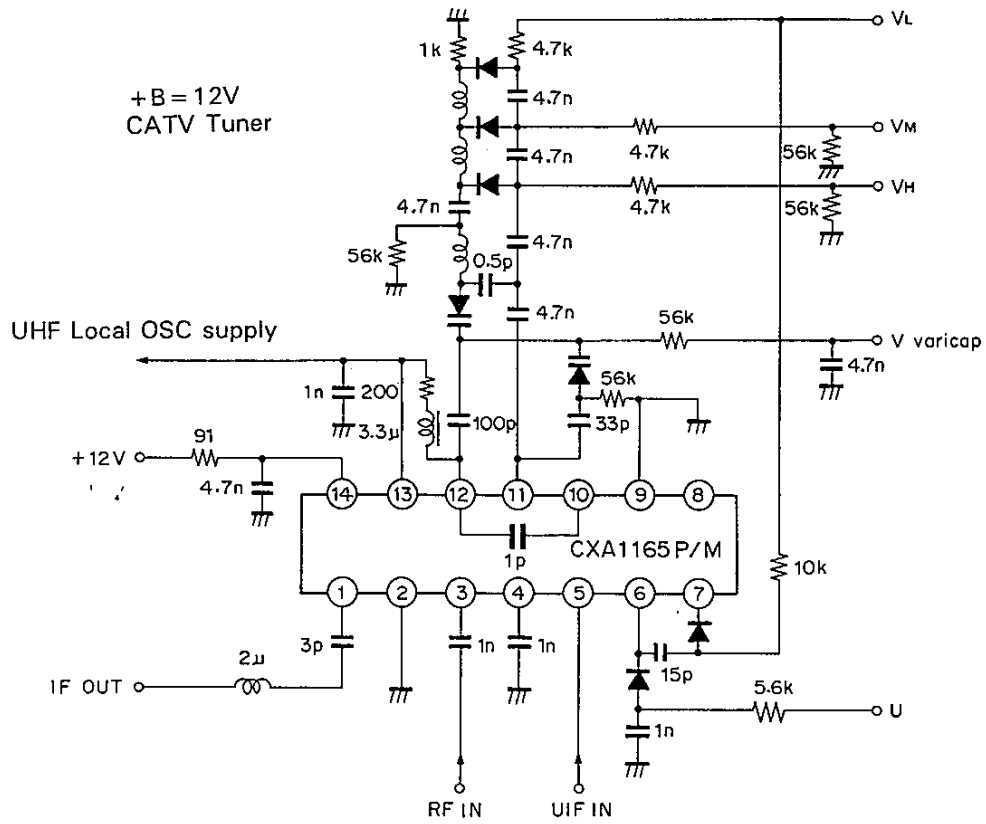 1k
4.7k
VL
+B=12V
CATV Tuner
4.7n
4.7k
56k
VM
4.7n
4.7k
56k
VH
4.7n
56k
4.7n
0.5p
4.7n
UHF Local OSC supply
56k
V varicap
4.7n
1n
200
3.3μ
100p
56k
33p
+12V
91
4.7n
14
13
12
11
10
9
8
1p
CXA1165P/M
10k
1
2
3
4
5
6
7
3p
1n
1n
15p
IF OUT
2μ
5.6k
U
1n
RF IN
UIF IN